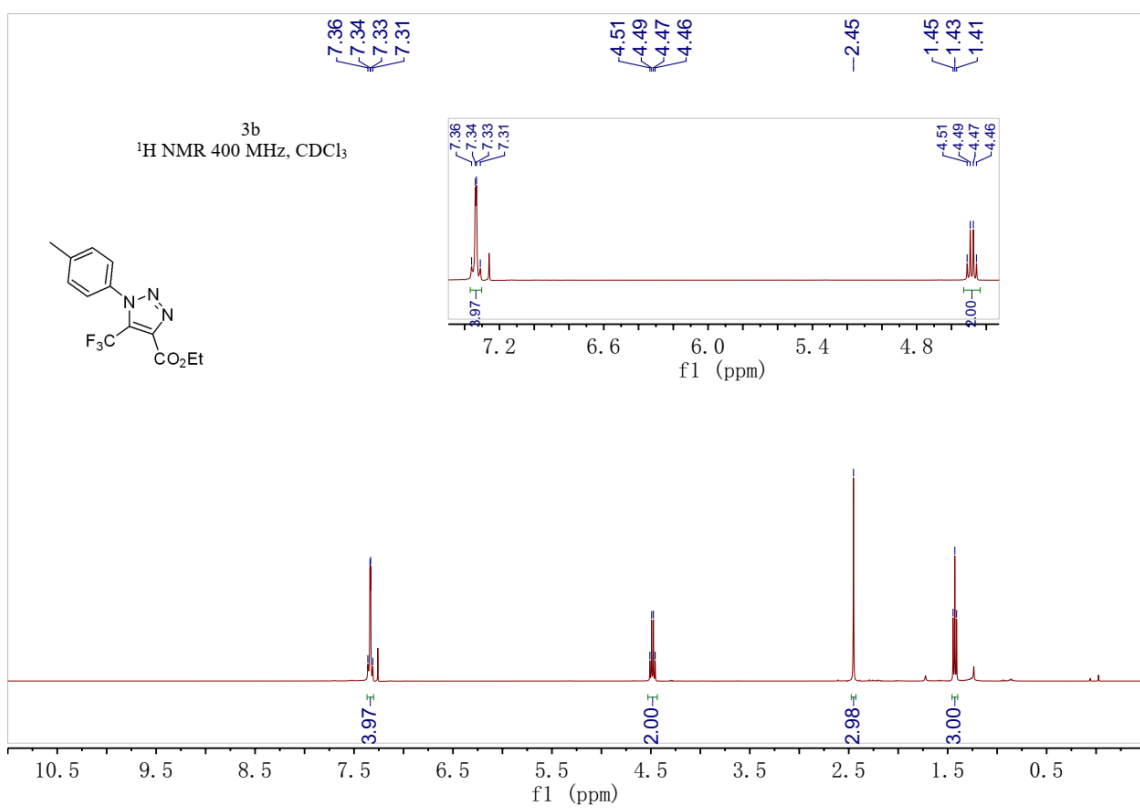 7.36
7.34
7.33
7.31
4.51
4.49
4.47
4.46
2.45
1.45
1.43
1.41
3b
¹H NMR 400 MHz, CDCl₃
7.36
7.34
7.33
7.31
4.51
4.49
4.47
4.46
3.97
2.00
7.2 6.6 6.0 5.4 4.8
f1 (ppm)
N
N
N
F₃C
CO₂Et
3.97
2.00
2.98
3.00
10.5 9.5 8.5 7.5 6.5 5.5 4.5 3.5 2.5 1.5 0.5
f1 (ppm)